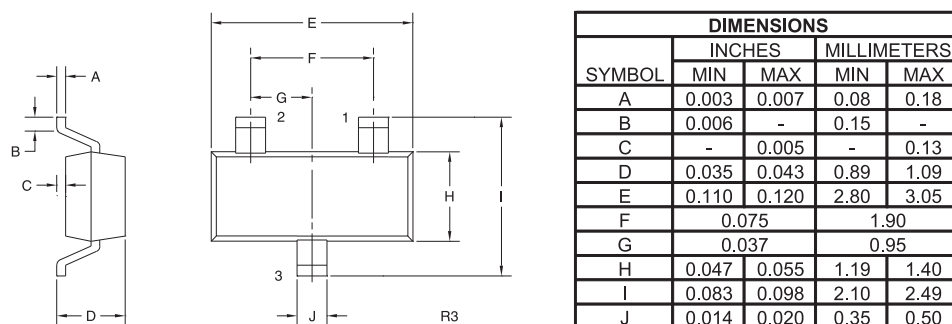 E
F
A
G
2
1
B
C
H
I
3
D
J
R3
DIMENSIONS
INCHES MILLIMETERS
SYMBOL MIN MAX MIN MAX
A 0.003 0.007 0.08 0.18
B 0.006 - 0.15 -
C - 0.005 - 0.13
D 0.035 0.043 0.89 1.09
E 0.110 0.120 2.80 3.05
F 0.075 1.90
G 0.037 0.95
H 0.047 0.055 1.19 1.40
I 0.083 0.098 2.10 2.49
J 0.014 0.020 0.35 0.50